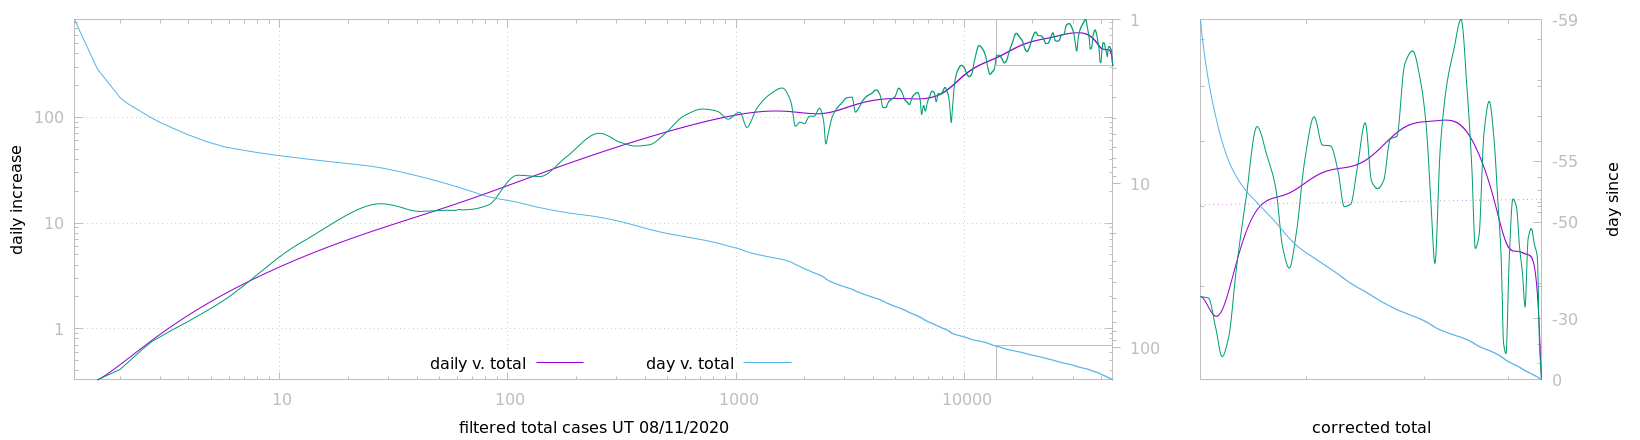 daily increase
100
10
1
10
100
1000
10000
1
10
100
daily v. total
day v. total
filtered total cases UT 08/11/2020
-59
-55
-50
-30
0
day since
corrected total